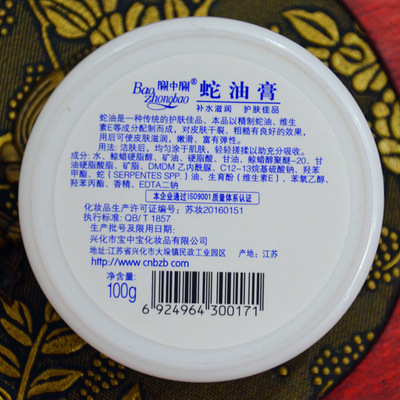 Bao zhongbao 蛇油膏
补水滋润 护肤佳品
蛇油是一种传统的护肤佳品。本品以精制蛇油、维生
素E等成分配制而成，对皮肤干裂、粗糙有良好的效果，
用后可使皮肤滋润、嫩滑、富有弹性。
用法: 洁肤后，均匀涂于肌肤，轻轻揉搓以助充分吸收。
成分: 水、鲸蜡硬脂醇、矿油、硬脂酸、甘油、鲸蜡醇聚醚-20、甘
油硬脂酸脂、矿脂、DMDM 乙内酰脲、C12-13烷基硫酸钠、羟苯
甲酯、蛇 (SERPENTES SPP.) 油、生育酚 (维生素E) 、苯氧乙醇、
羟苯丙酯、香精、EDTA二钠
本企业通过ISO9001质量体系认证
化妆品生产许可证编号: 苏妆20160151
执行标准: QB/T 1857
生产批号及限用日期:
兴化市宝中宝化妆品有限公司
地址:江苏省兴化市大垛镇民政工业园区 产地: 江苏
http://www.cnbzb.com
净含量:
100g
6 924964 300171